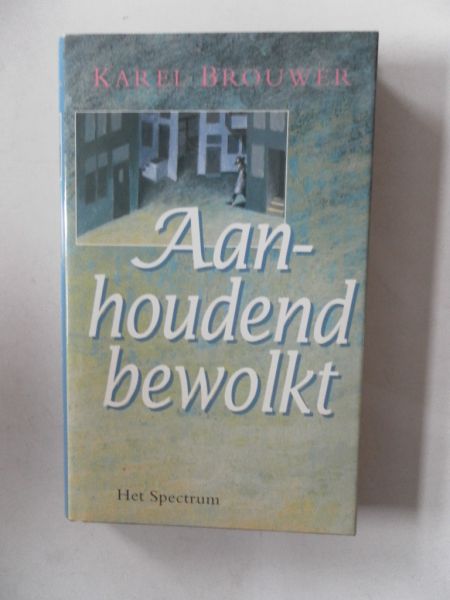 KAREL BROUWER
Aan-
houdend
bewolkt
Het Spectrum